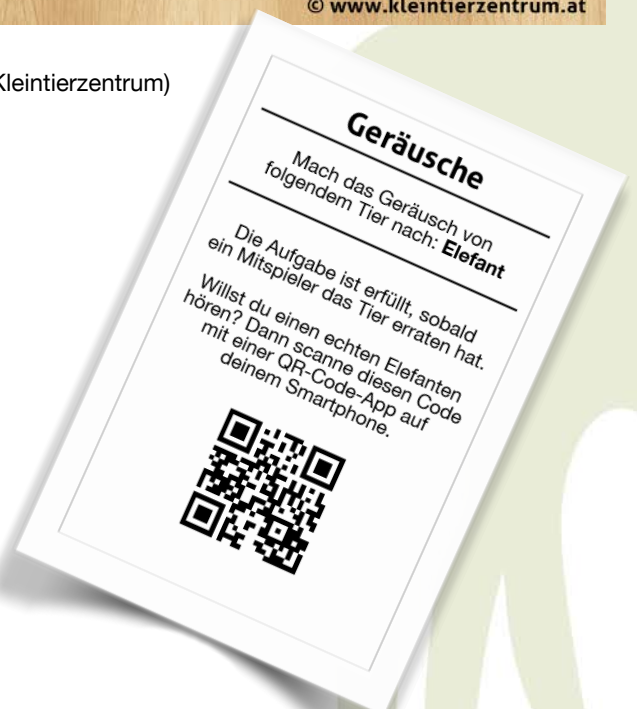 © www.kleintierzentrum.at
Kleintierzentrum)
Geräusche
Mach das Geräusch von
folgendem Tier nach: Elefant
Die Aufgabe ist erfüllt, sobald
ein Mitspieler das Tier erraten hat.
Willst du einen echten Elefanten
hören? Dann scanne diesen Code
mit einer QR-Code-App auf
deinem Smartphone.